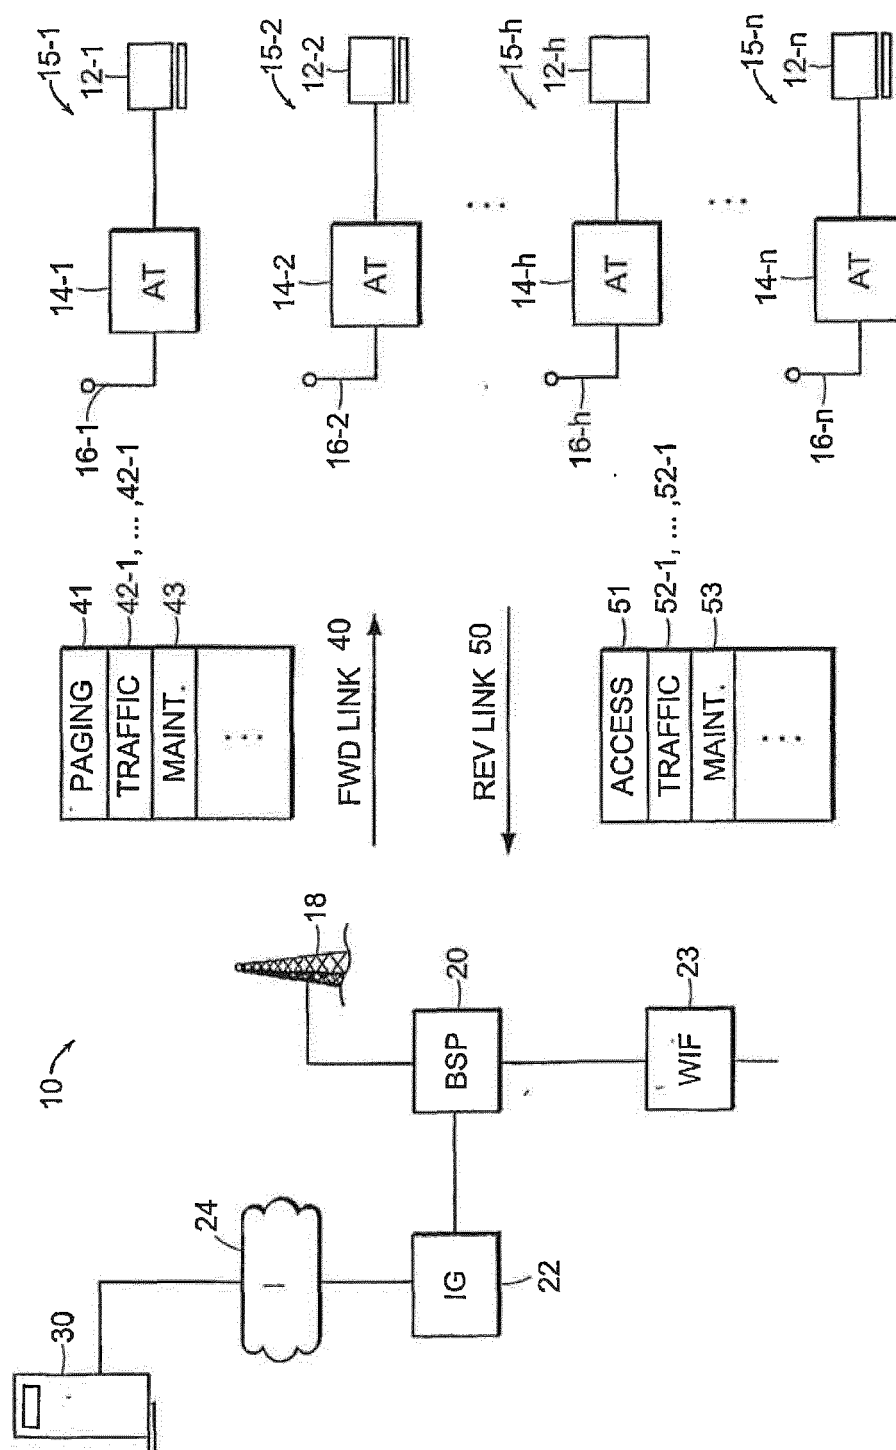 30
24
I
IG
22
10
18
BSP
20
WIF
23
PAGING
41
TRAFFIC
42-1, ... ,42-1
MAINT.
43
FWD LINK 40
REV LINK 50
ACCESS
51
TRAFFIC
52-1, ... ,52-1
MAINT.
53
16-1
14-1
AT
15-1
12-1
16-2
14-2
AT
15-2
12-2
16-h
14-h
AT
15-h
12-h
16-n
14-n
AT
15-n
12-n